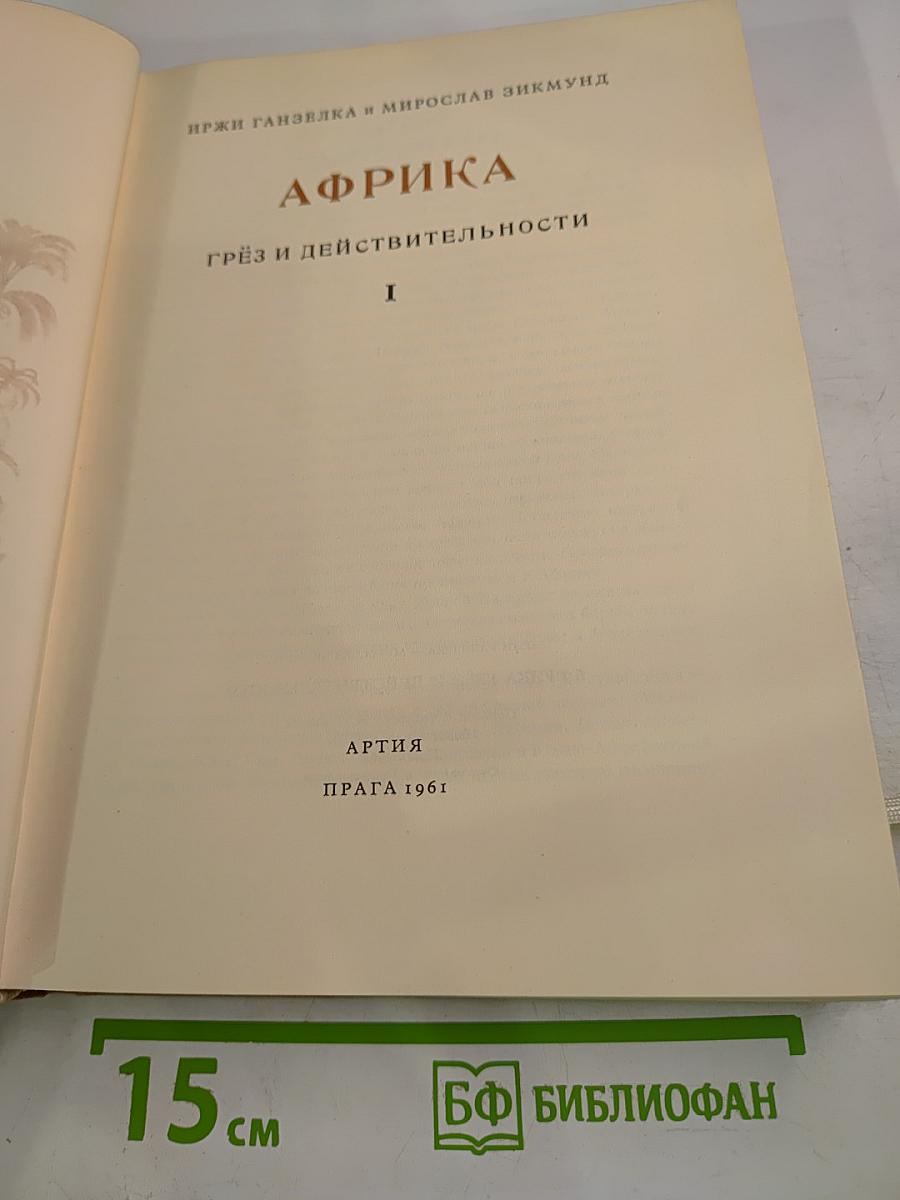 ИРЖИ ГАНЗЕЛКА и МИРОСЛАВ ЗИКМУНД
АФРИКА
ГРЁЗ И ДЕЙСТВИТЕЛЬНОСТИ
I
АРТИЯ
ПРАГА 1961
15 см
БФ БИБЛИОФАН